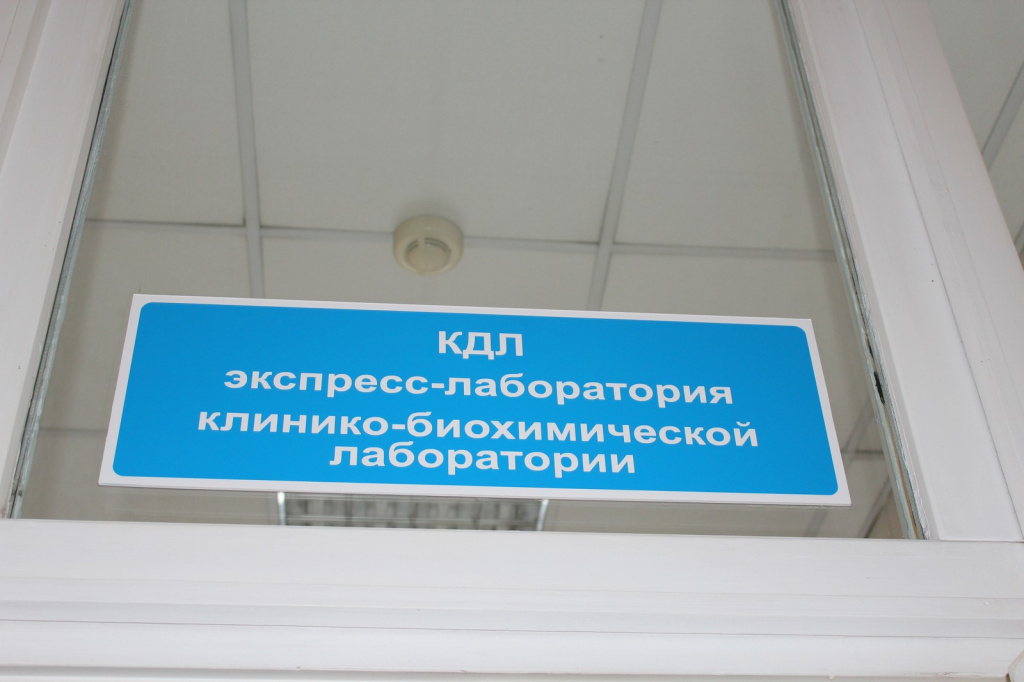 КДЛ
экспресс-лаборатория
клинико-биохимической
лаборатории